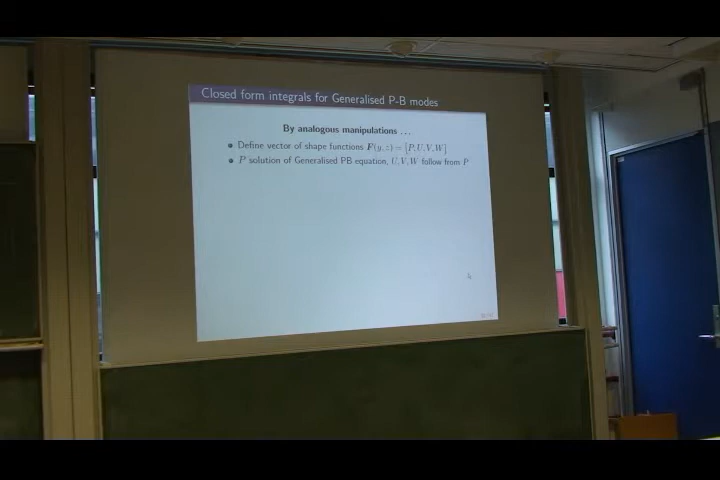 Closed form integrals for Generalised P-B modes
By analogous manipulations ...
• Define vector of shape functions F(y, z) = [P, U, V, W]
• P solution of Generalised PB equation, U, V, W follow from P